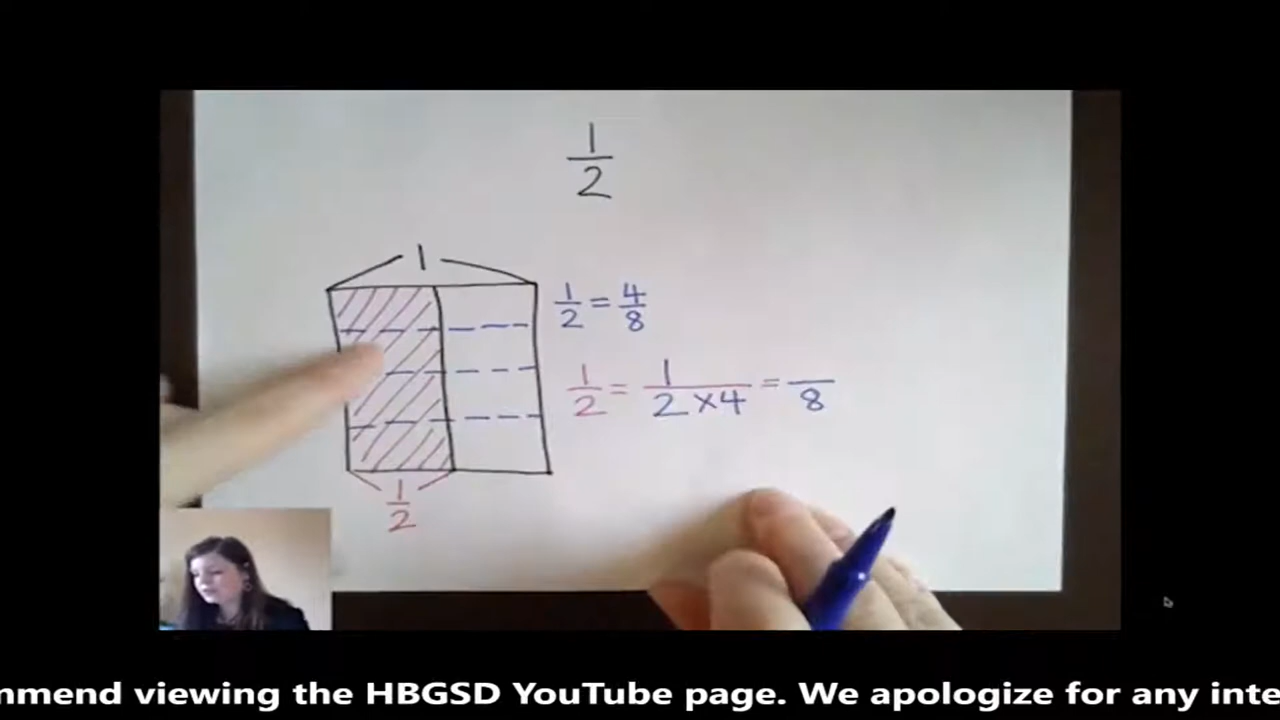 1/2
1
1/2 = 4/8
1/2 = 1/2×4 = /8
1/2
mmend viewing the HBGSD YouTube page. We apologize for any inte